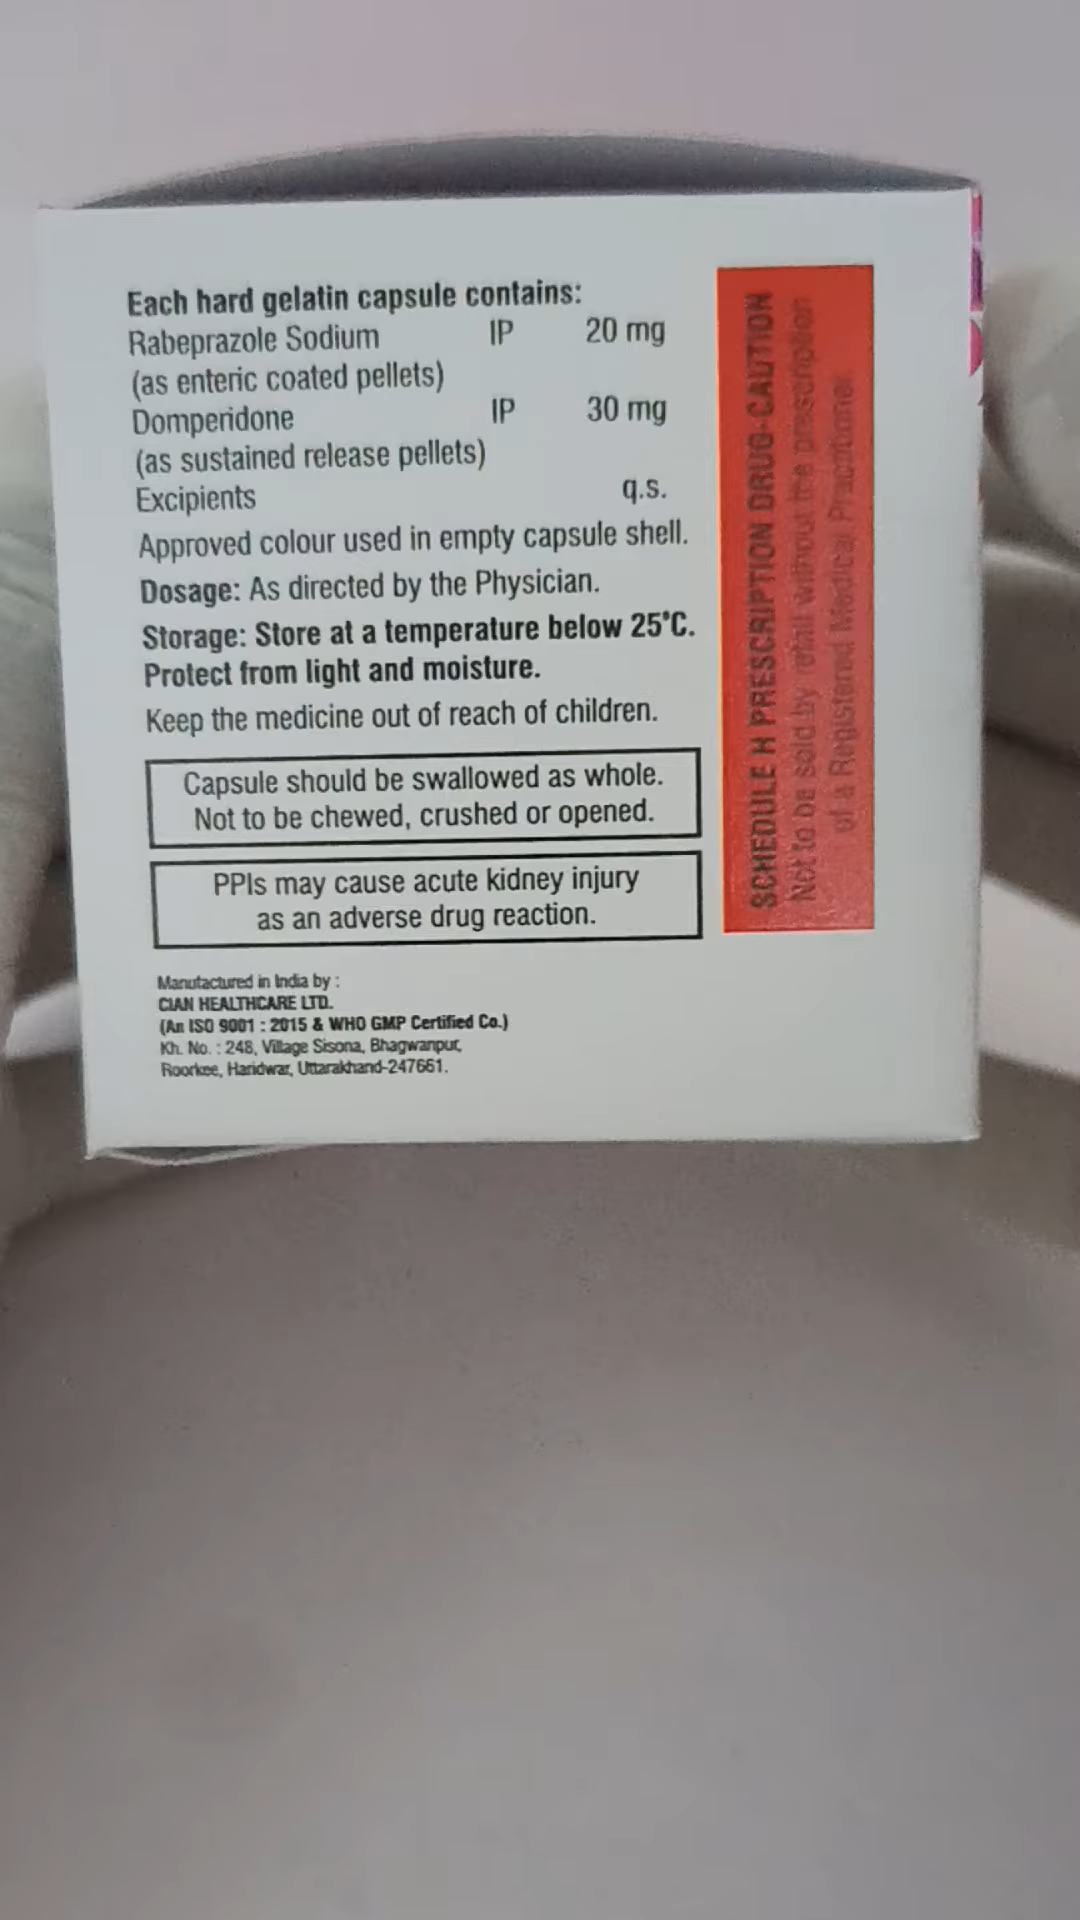 Each hard gelatin capsule contains:
Rabeprazole Sodium IP 20 mg
(as enteric coated pellets)
Domperidone IP 30 mg
(as sustained release pellets)
Excipients q.s.
Approved colour used in empty capsule shell.
Dosage: As directed by the Physician.
Storage: Store at a temperature below 25°C.
Protect from light and moisture.
Keep the medicine out of reach of children.
Capsule should be swallowed as whole.
Not to be chewed, crushed or opened.
PPIs may cause acute kidney injury
as an adverse drug reaction.
Manufactured in India by :
CIAN HEALTHCARE LTD.
(An ISO 9001 : 2015 & WHO GMP Certified Co.)
Kh. No. : 248, Village Sisona, Bhagwanpur,
Roorkee, Haridwar, Uttarakhand-247661.
SCHEDULE H PRESCRIPTION DRUG-CAUTION
Not to be sold by retail without the prescription
of a Registered Medical Practitioner.